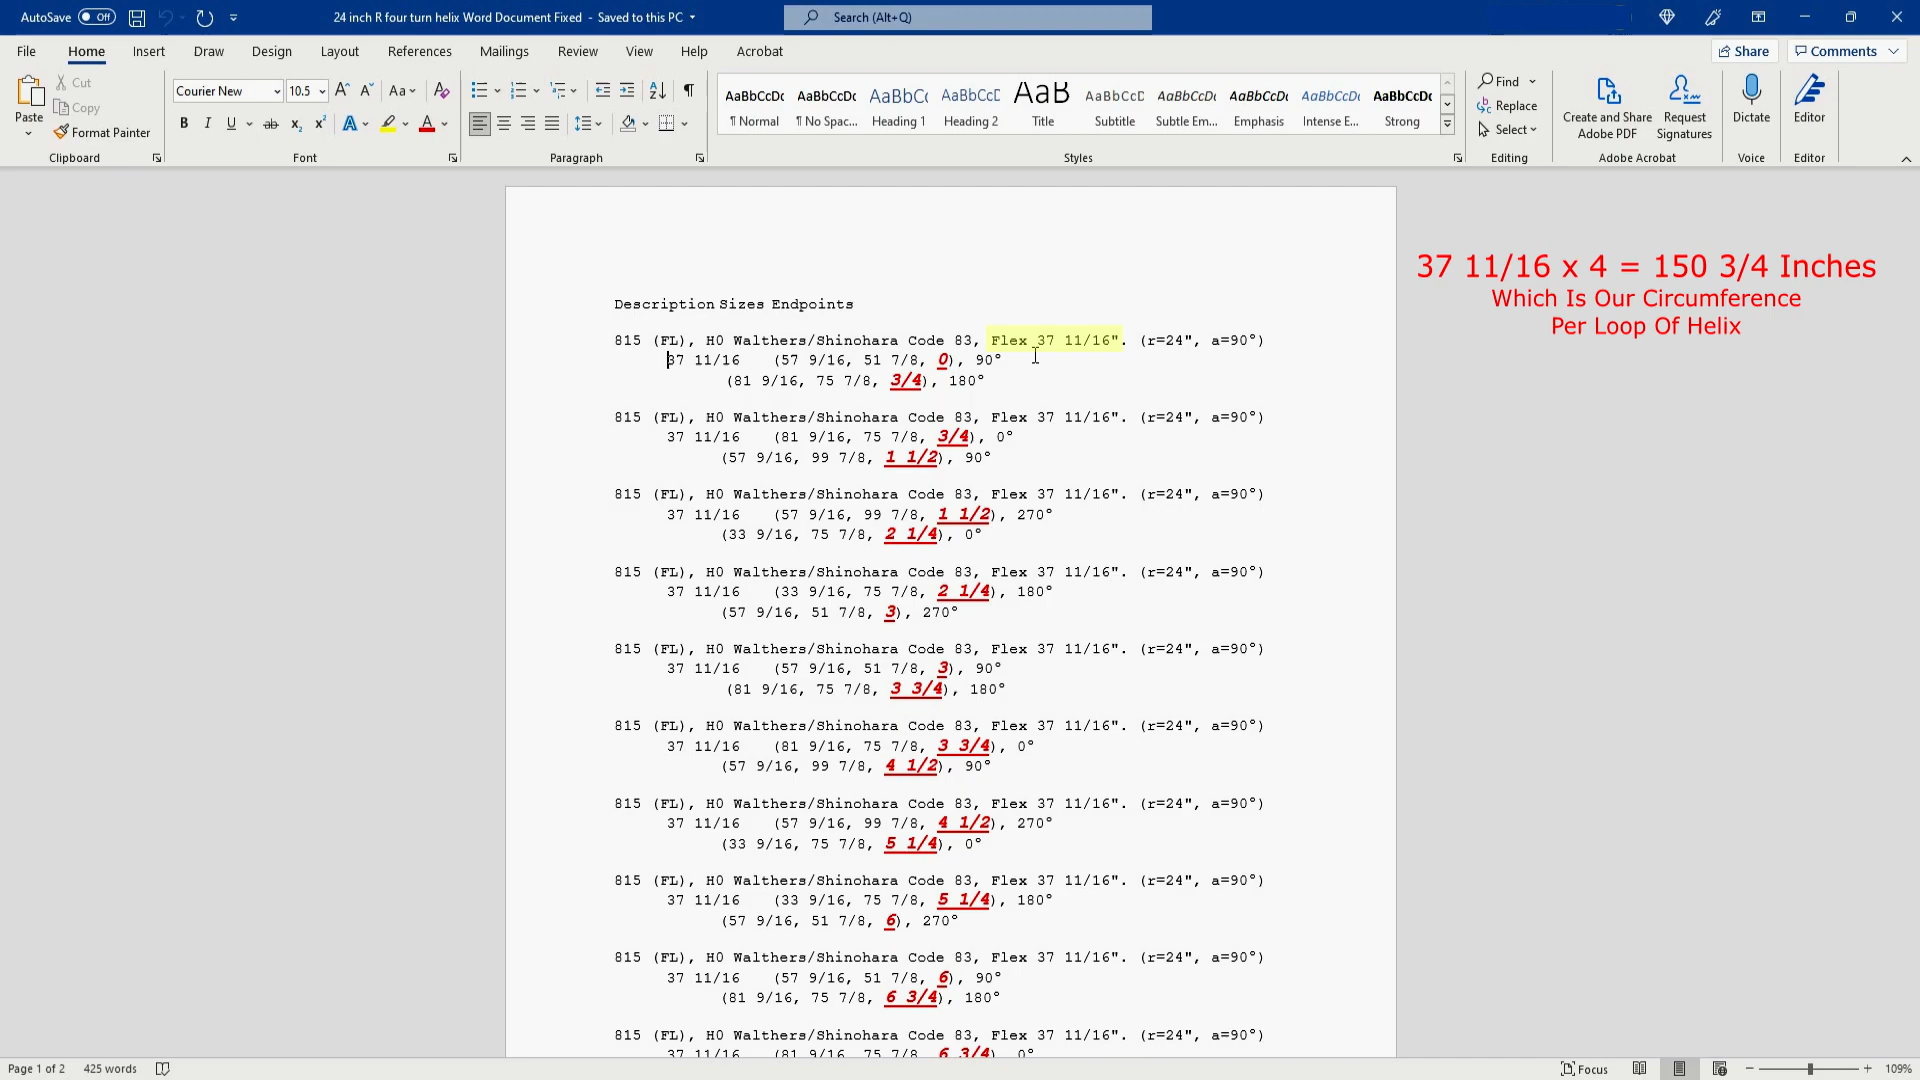 AutoSave Off 24 inch R four turn helix Word Document Fixed - Saved to this PC Search (Alt+Q)
File Home Insert Draw Design Layout References Mailings Review View Help Acrobat Share Comments
Paste Cut Copy Format Painter
Clipboard
Courier New 10.5 Aa
B I U ab x₂ x² A A
Font
Paragraph
AaBbCcDc AaBbCcDc AaBbCc AaBbCcD AaB AaBbCcD AaBbCcDc AaBbCcDc AaBbCcDc AaBbCcDc
¶ Normal ¶ No Spac... Heading 1 Heading 2 Title Subtitle Subtle Em... Emphasis Intense E... Strong
Styles
Find
Replace
Select
Editing
Create and Share Adobe PDF Request Signatures
Adobe Acrobat
Dictate
Voice
Editor
Editor
37 11/16 x 4 = 150 3/4 Inches
Which Is Our Circumference
Per Loop Of Helix
Description Sizes Endpoints
815 (FL), HO Walthers/Shinohara Code 83, Flex 37 11/16". (r=24", a=90°)
37 11/16 (57 9/16, 51 7/8, 0), 90°
(81 9/16, 75 7/8, 3/4), 180°
815 (FL), HO Walthers/Shinohara Code 83, Flex 37 11/16". (r=24", a=90°)
37 11/16 (81 9/16, 75 7/8, 3/4), 0°
(57 9/16, 99 7/8, 1 1/2), 90°
815 (FL), HO Walthers/Shinohara Code 83, Flex 37 11/16". (r=24", a=90°)
37 11/16 (57 9/16, 99 7/8, 1 1/2), 270°
(33 9/16, 75 7/8, 2 1/4), 0°
815 (FL), HO Walthers/Shinohara Code 83, Flex 37 11/16". (r=24", a=90°)
37 11/16 (33 9/16, 75 7/8, 2 1/4), 180°
(57 9/16, 51 7/8, 3), 270°
815 (FL), HO Walthers/Shinohara Code 83, Flex 37 11/16". (r=24", a=90°)
37 11/16 (57 9/16, 51 7/8, 3), 90°
(81 9/16, 75 7/8, 3 3/4), 180°
815 (FL), HO Walthers/Shinohara Code 83, Flex 37 11/16". (r=24", a=90°)
37 11/16 (81 9/16, 75 7/8, 3 3/4), 0°
(57 9/16, 99 7/8, 4 1/2), 90°
815 (FL), HO Walthers/Shinohara Code 83, Flex 37 11/16". (r=24", a=90°)
37 11/16 (57 9/16, 99 7/8, 4 1/2), 270°
(33 9/16, 75 7/8, 5 1/4), 0°
815 (FL), HO Walthers/Shinohara Code 83, Flex 37 11/16". (r=24", a=90°)
37 11/16 (33 9/16, 75 7/8, 5 1/4), 180°
(57 9/16, 51 7/8, 6), 270°
815 (FL), HO Walthers/Shinohara Code 83, Flex 37 11/16". (r=24", a=90°)
37 11/16 (57 9/16, 51 7/8, 6), 90°
(81 9/16, 75 7/8, 6 3/4), 180°
815 (FL), HO Walthers/Shinohara Code 83, Flex 37 11/16". (r=24", a=90°)
37 11/16 (81 9/16, 75 7/8, 6 3/4), 0°
Page 1 of 2 425 words Focus 109%